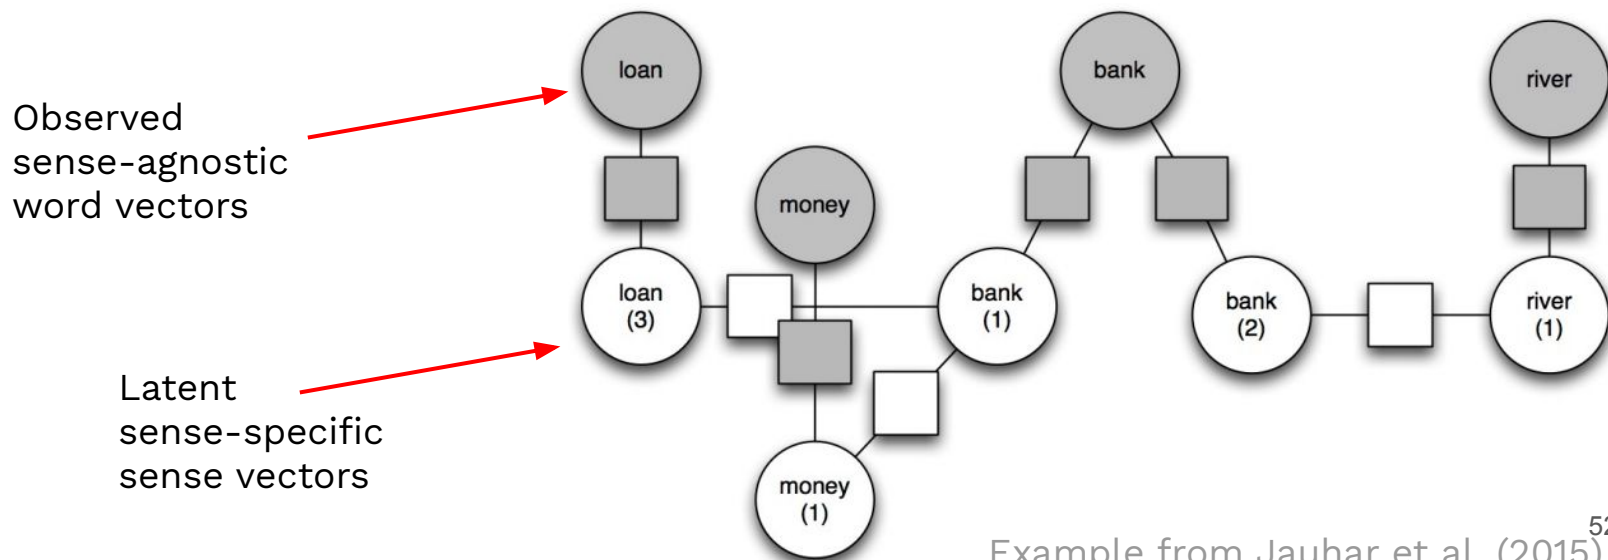 loan
bank
river
Observed
sense-agnostic
word vectors
money
loan
(3)
bank
(1)
bank
(2)
river
(1)
Latent
sense-specific
sense vectors
money
(1)
52
Example from Jauhar et al. (2015)